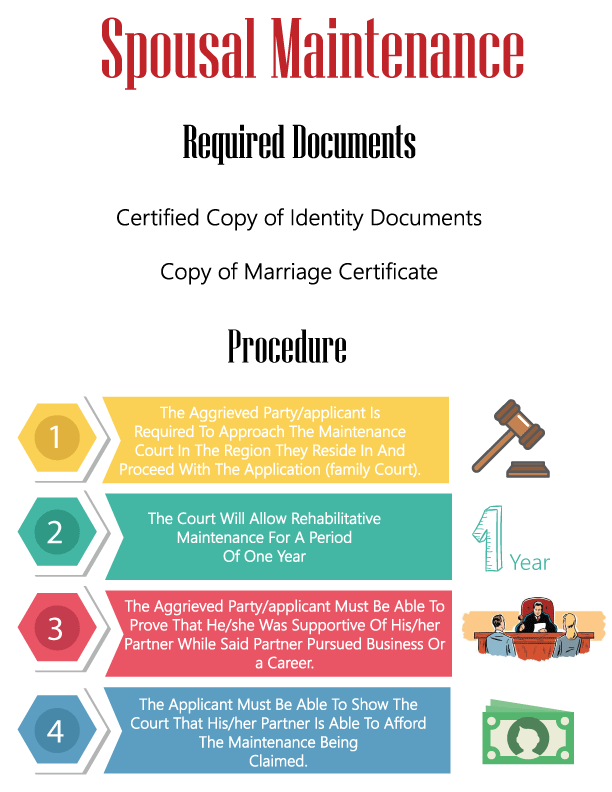 Spousal Maintenance
Required Documents
Certified Copy of Identity Documents
Copy of Marriage Certificate
Procedure
1
The Aggrieved Party/applicant Is
Required To Approach The Maintenance
Court In The Region They Reside In And
Proceed With The Application (family Court).
2
The Court Will Allow Rehabilitative
Maintenance For A Period
Of One Year
1 Year
3
The Aggrieved Party/applicant Must Be Able To
Prove That He/she Was Supportive Of His/her
Partner While Said Partner Pursued Business Or
a Career.
4
The Applicant Must Be Able To Show The
Court That His/her Partner Is Able To Afford
The Maintenance Being
Claimed.